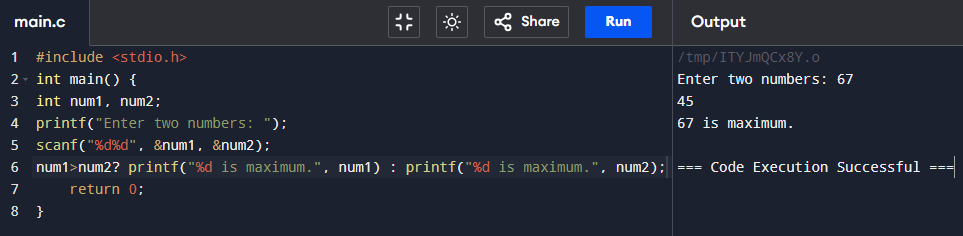 main.c
Share
Run
Output
1 #include <stdio.h>
2 int main() {
3 int num1, num2;
4 printf("Enter two numbers: ");
5 scanf("%d%d", &num1, &num2);
6 num1>num2? printf("%d is maximum.", num1) : printf("%d is maximum.", num2);
7     return 0;
8 }
/tmp/ITYJmQCx8Y.o
Enter two numbers: 67
45
67 is maximum.
=== Code Execution Successful ===